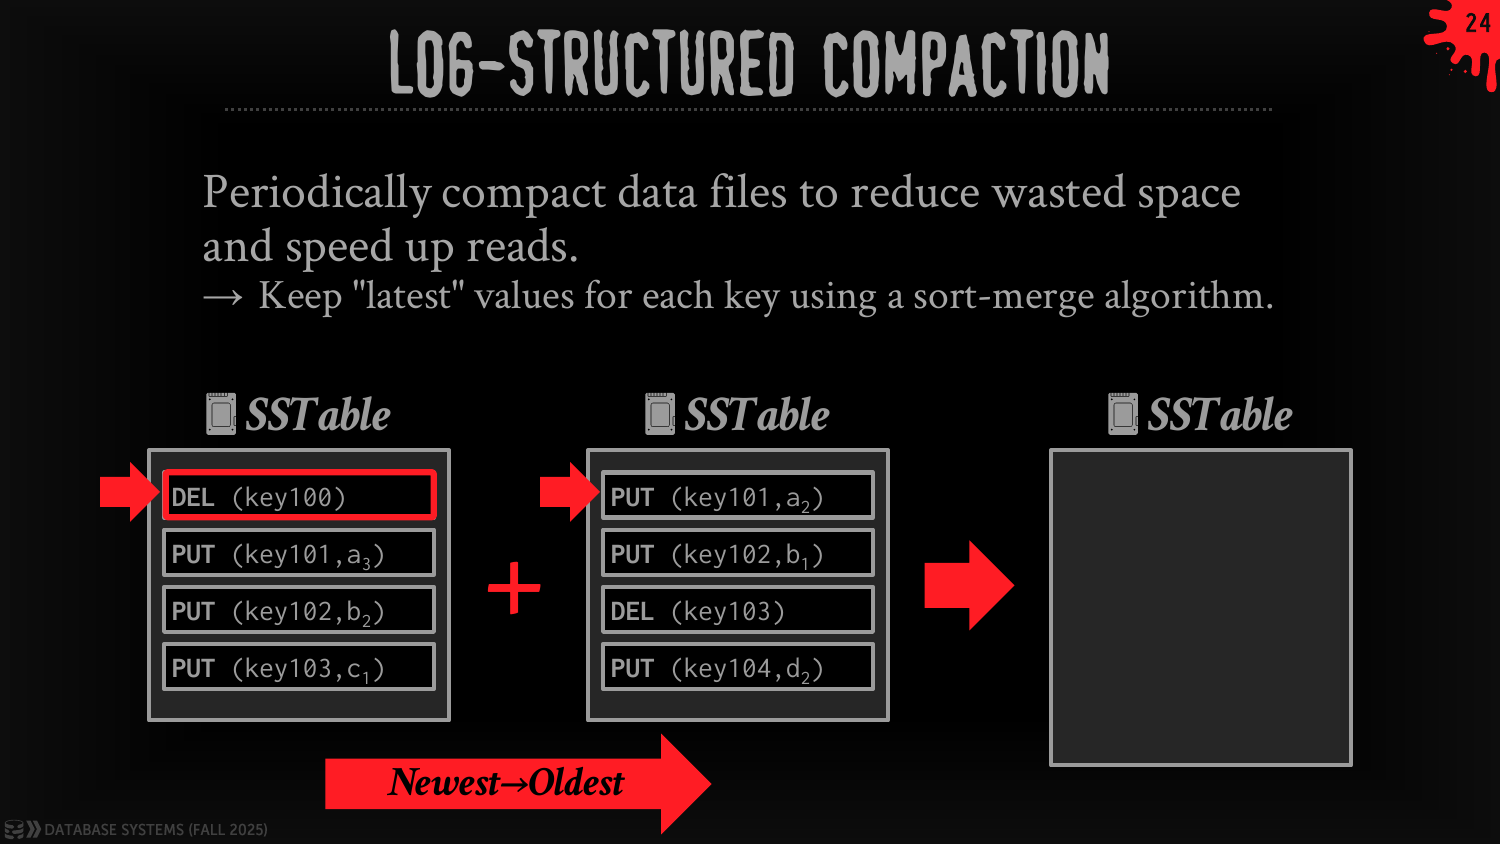 24
LOG-STRUCTURED COMPACTION
Periodically compact data files to reduce wasted space
and speed up reads.
→ Keep "latest" values for each key using a sort-merge algorithm.
SSTable
DEL (key100)
PUT (key101,a₃)
PUT (key102,b₂)
PUT (key103,c₁)
+
SSTable
PUT (key101,a₂)
PUT (key102,b₁)
DEL (key103)
PUT (key104,d₂)
SSTable
Newest→Oldest
DATABASE SYSTEMS (FALL 2025)